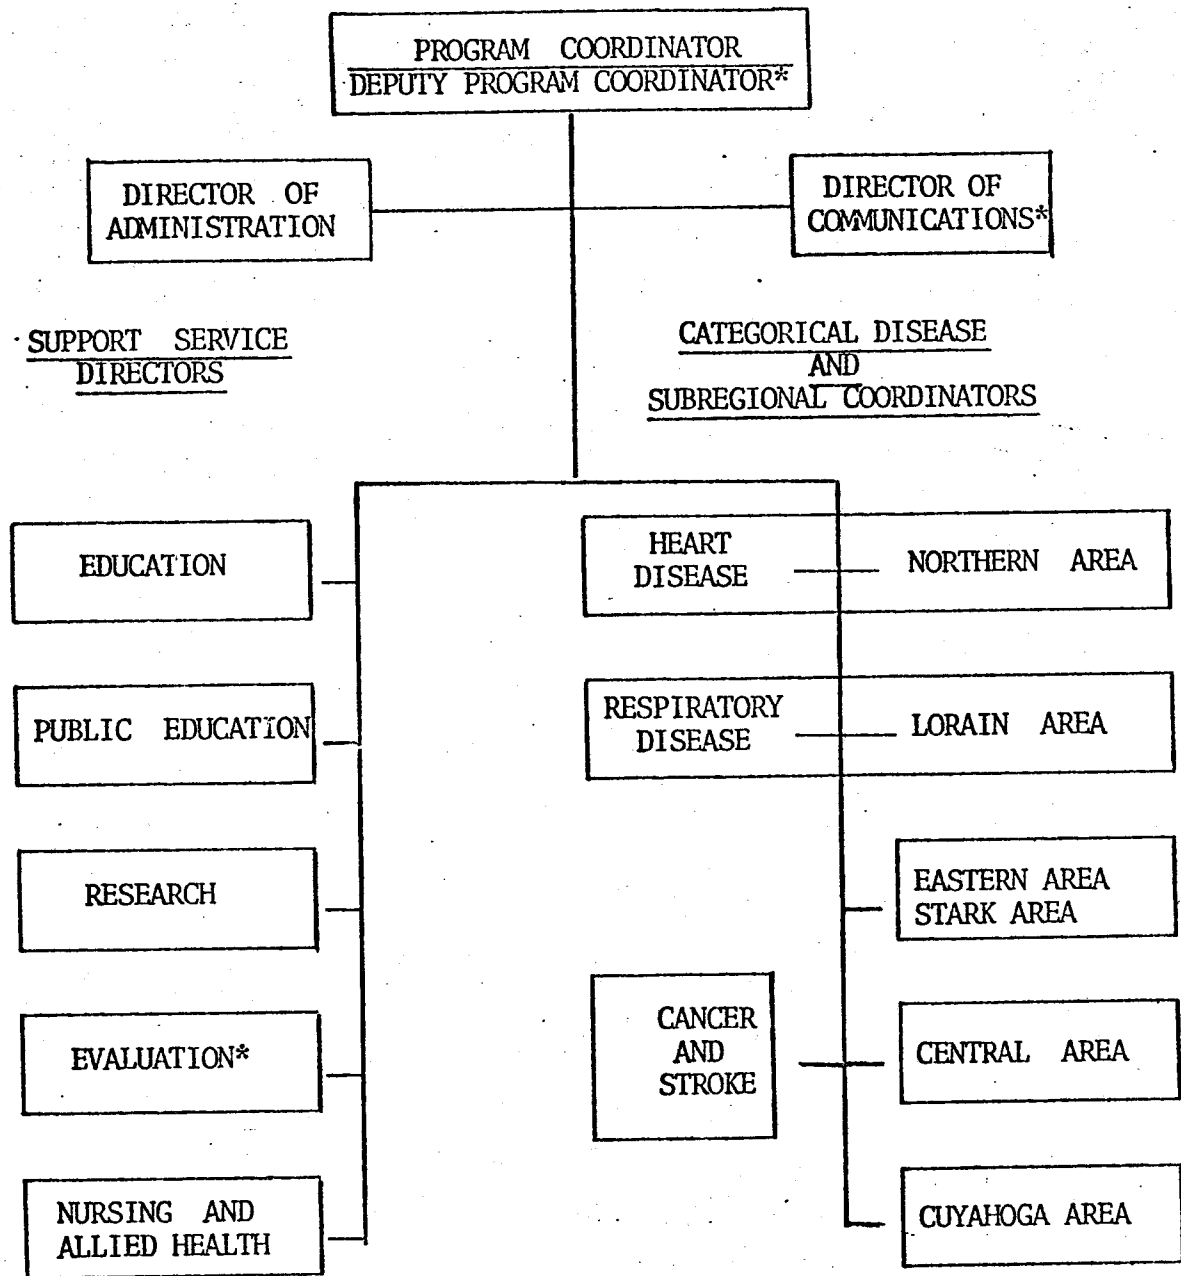 PROGRAM COORDINATOR
DEPUTY PROGRAM COORDINATOR*
DIRECTOR OF
ADMINISTRATION
DIRECTOR OF
COMMUNICATIONS*
SUPPORT SERVICE
DIRECTORS
CATEGORICAL DISEASE
AND
SUBREGIONAL COORDINATORS
EDUCATION
PUBLIC EDUCATION
RESEARCH
EVALUATION*
NURSING AND
ALLIED HEALTH
HEART
DISEASE
NORTHERN AREA
RESPIRATORY
DISEASE
LORAIN AREA
EASTERN AREA
STARK AREA
CANCER
AND
STROKE
CENTRAL AREA
CUYAHOGA AREA